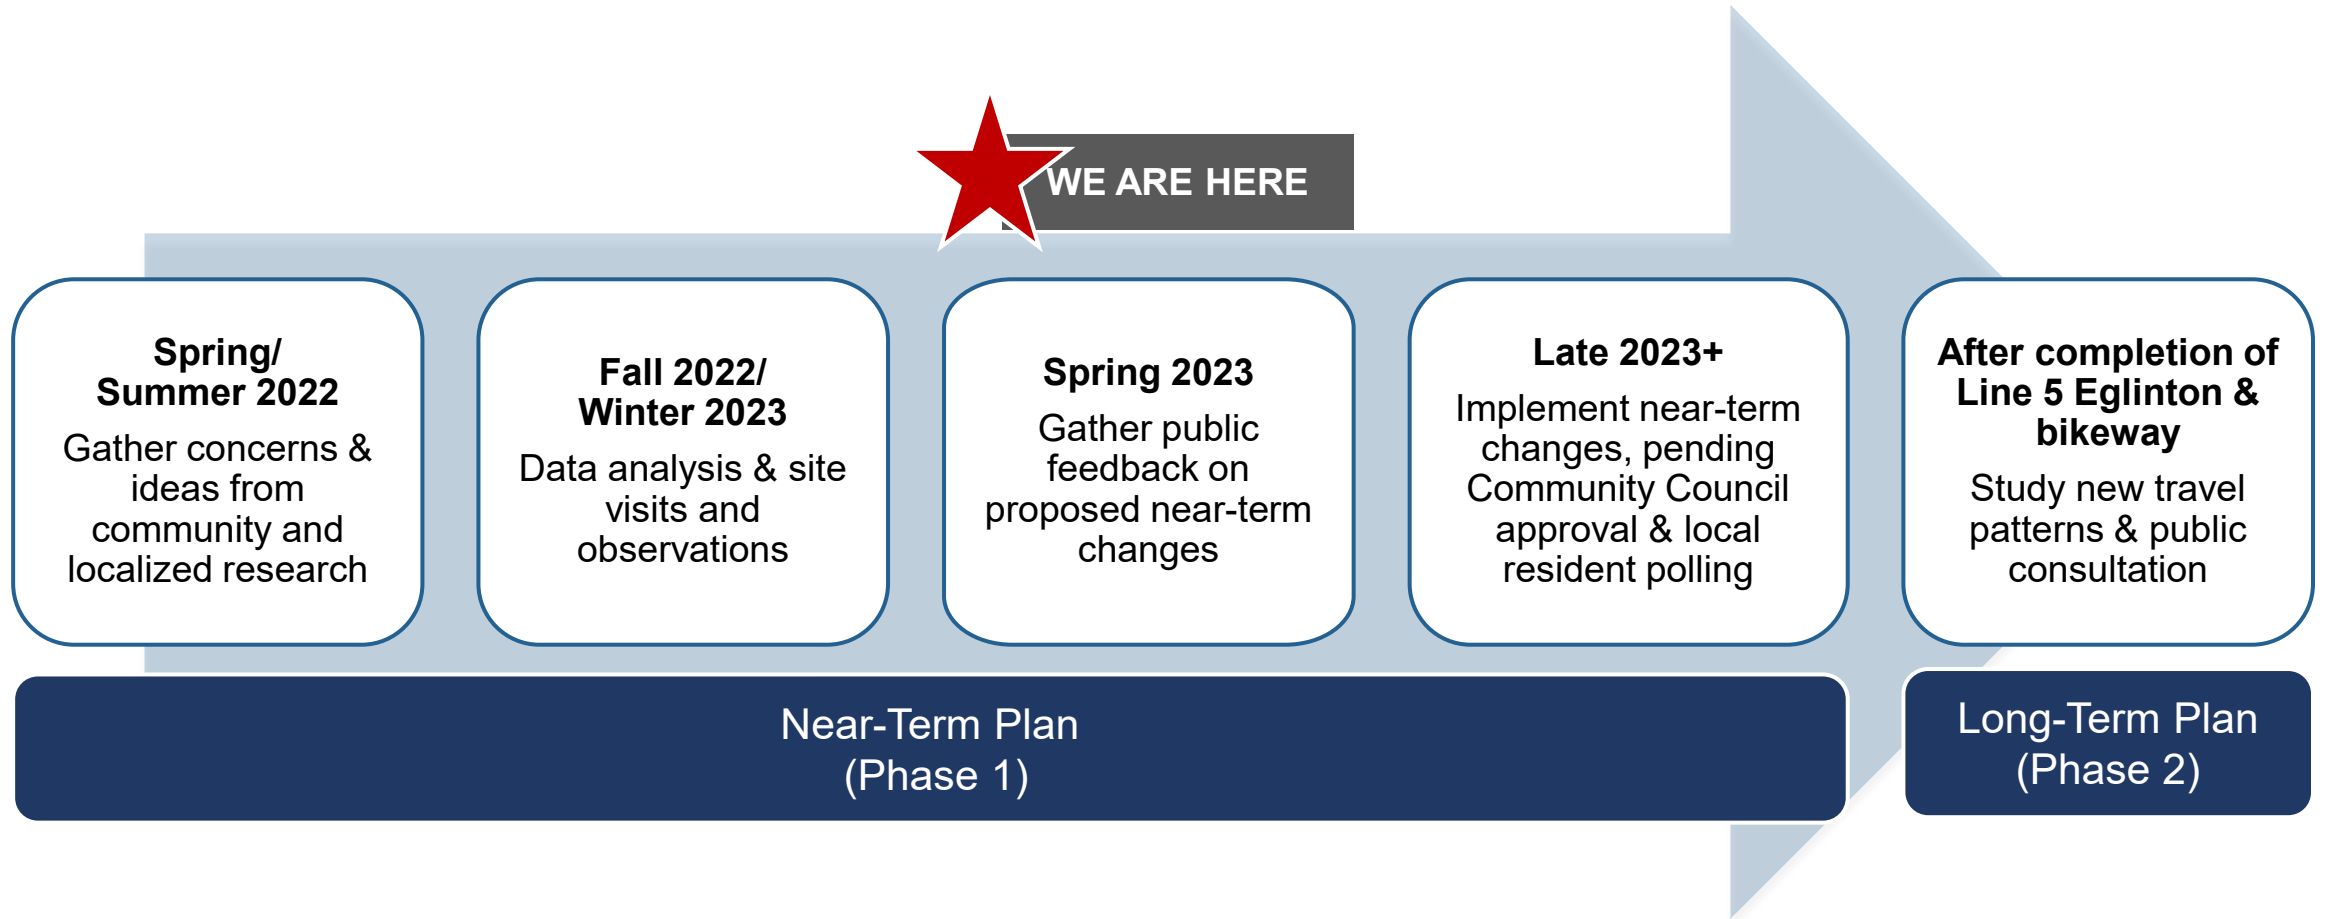 WE ARE HERE
Spring/
Summer 2022
Gather concerns &
ideas from
community and
localized research
Fall 2022/
Winter 2023
Data analysis & site
visits and
observations
Spring 2023
Gather public
feedback on
proposed near-term
changes
Late 2023+
Implement near-term
changes, pending
Community Council
approval & local
resident polling
After completion of
Line 5 Eglinton &
bikeway
Study new travel
patterns & public
consultation
Near-Term Plan
(Phase 1)
Long-Term Plan
(Phase 2)